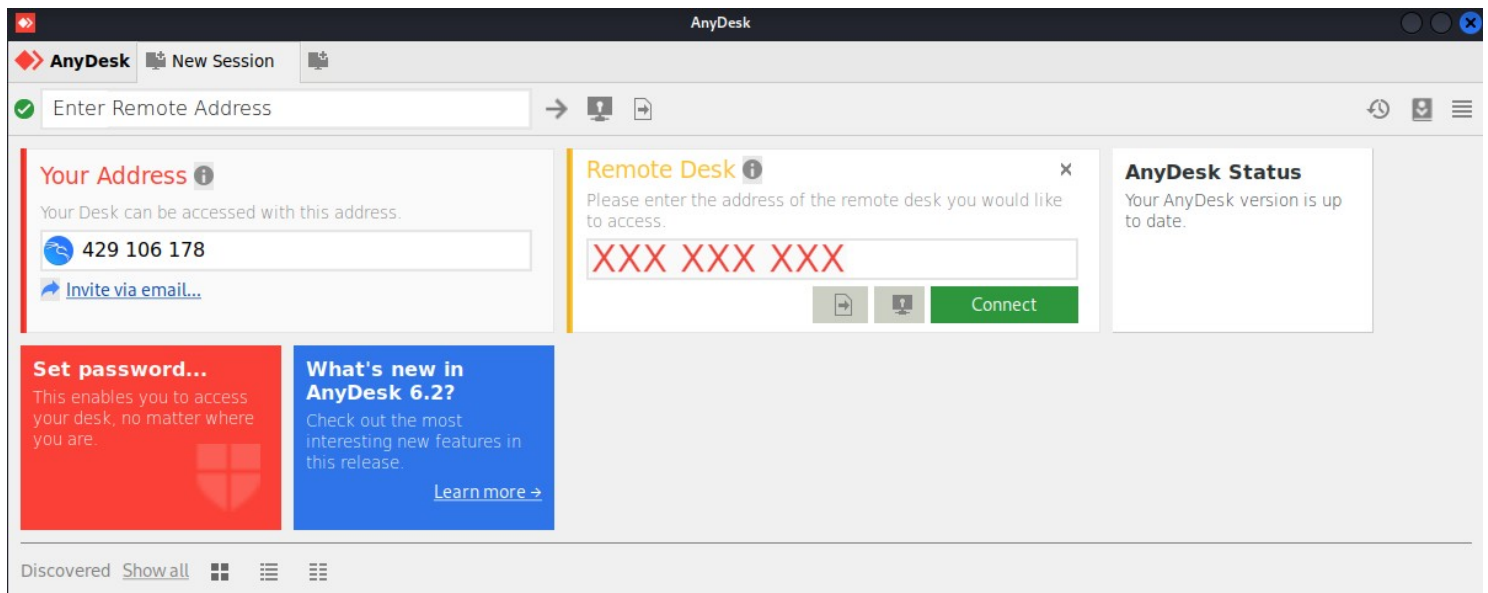 AnyDesk
AnyDesk New Session
Enter Remote Address
Your Address
Your Desk can be accessed with this address.
429 106 178
Invite via email...
Remote Desk
Please enter the address of the remote desk you would like
to access.
XXX XXX XXX
Connect
AnyDesk Status
Your AnyDesk version is up
to date.
Set password...
This enables you to access
your desk, no matter where
you are.
What's new in
AnyDesk 6.2?
Check out the most
interesting new features in
this release.
Learn more →
Discovered Show all